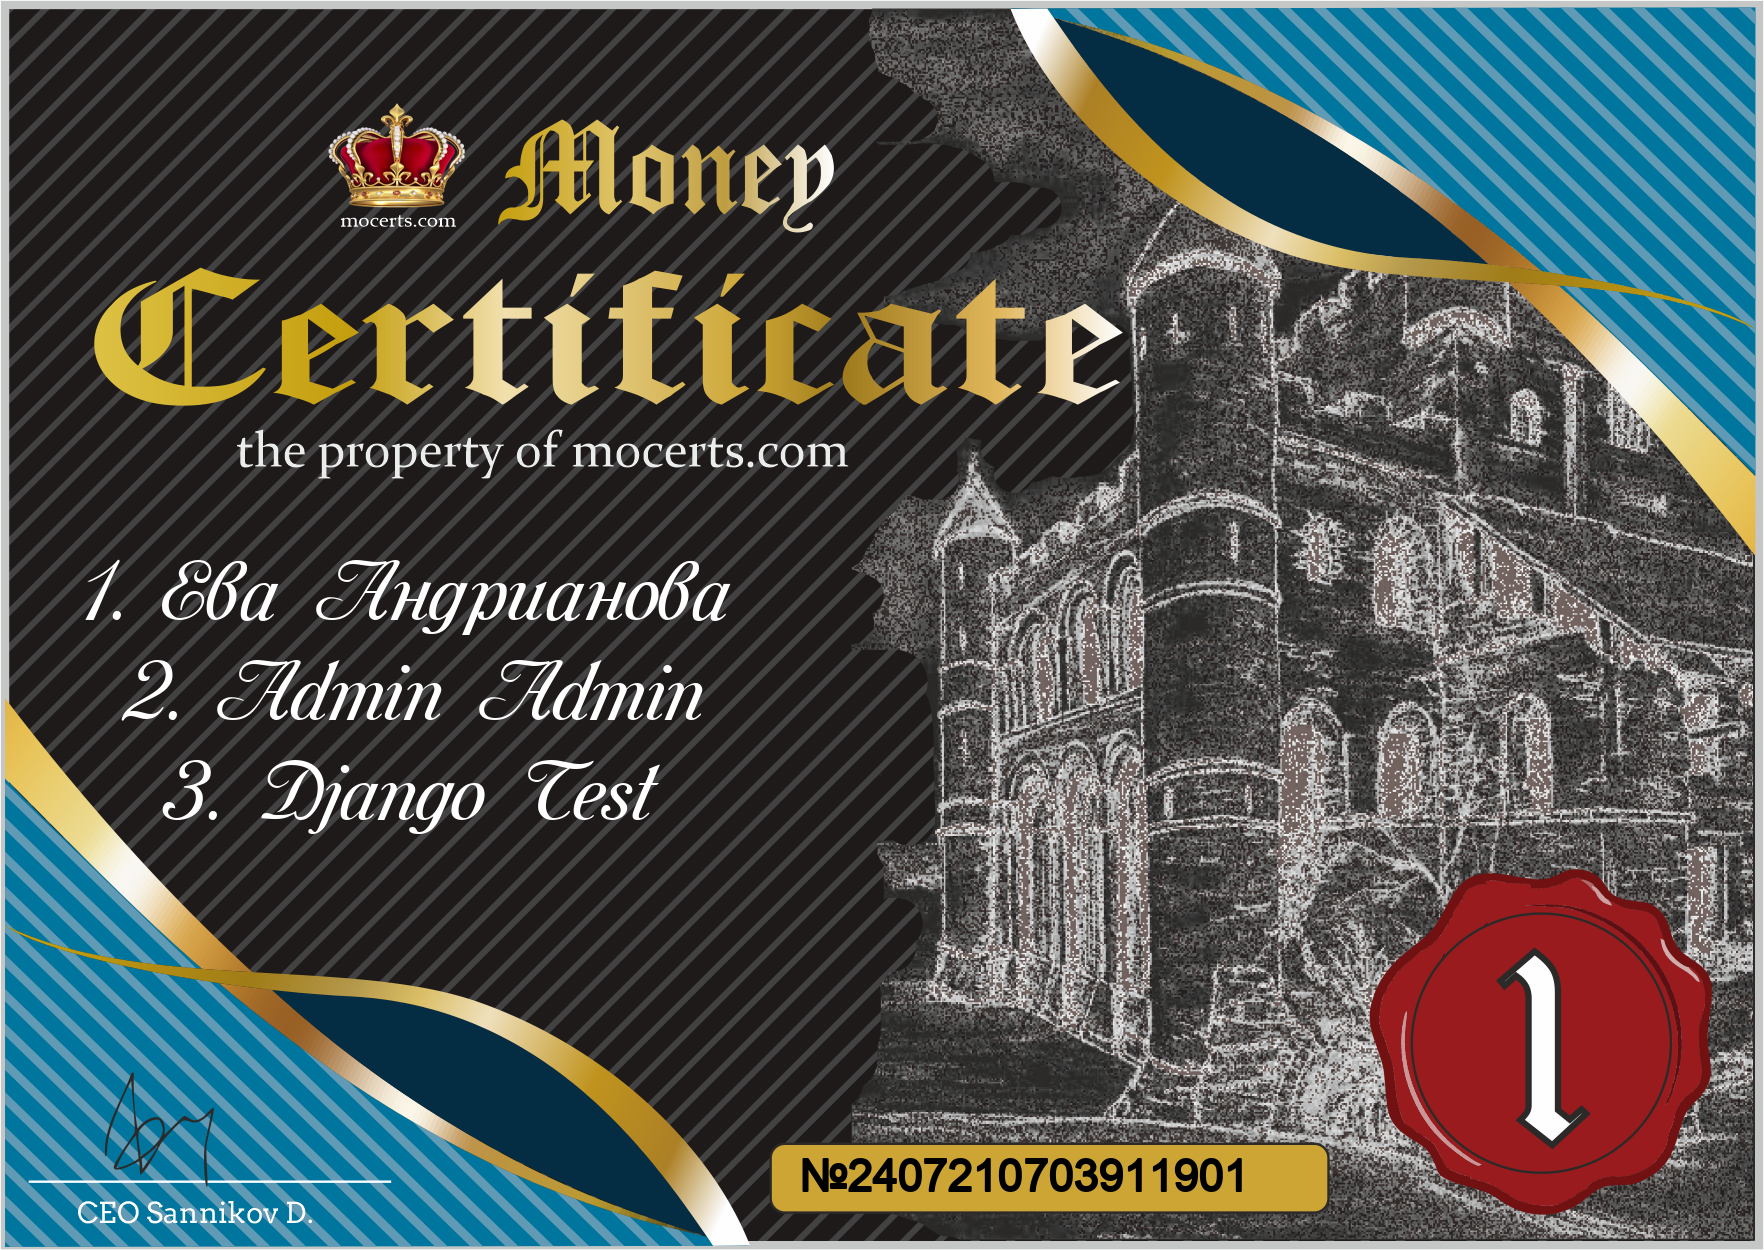 mocerts.com
Money
Certificate
the property of mocerts.com
1. Ева Андрианова
2. Admin Admin
3. Django Test
1
№2407210703911901
CEO Sannikov D.